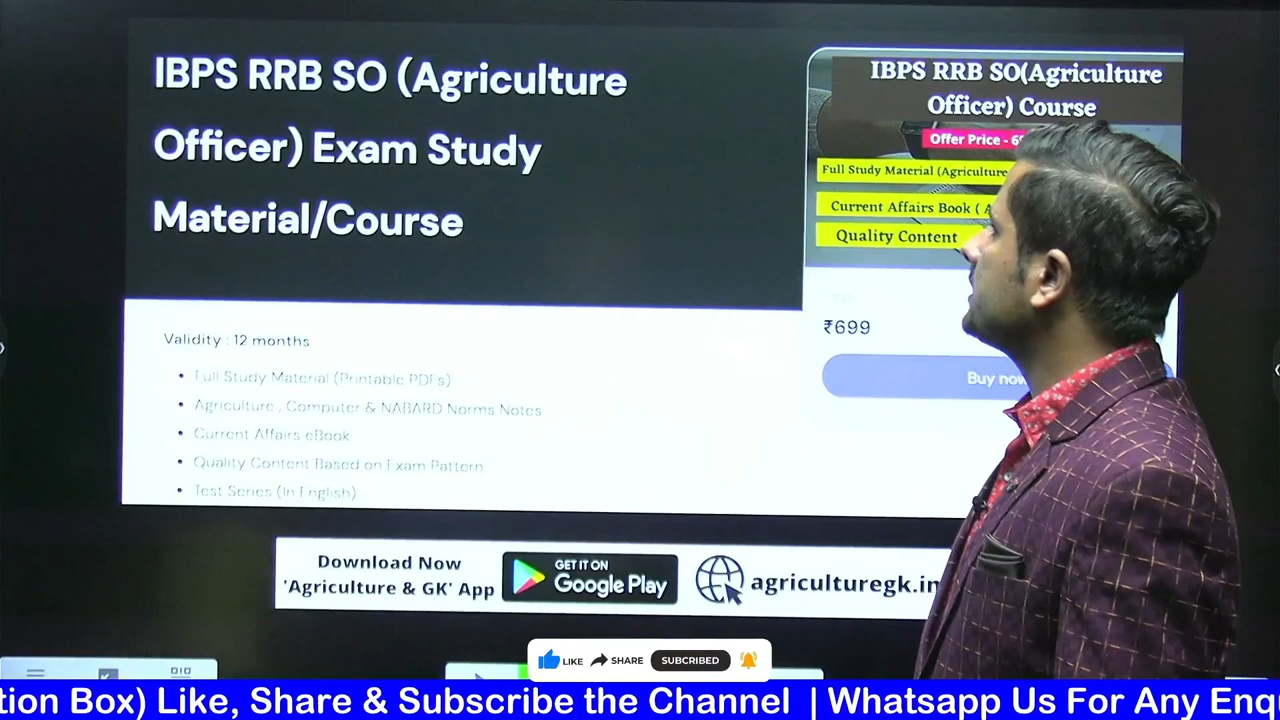 IBPS RRB SO (Agriculture
Officer) Exam Study
Material/Course
IBPS RRB SO(Agriculture
Officer) Course
Offer Price - 6
Full Study Material (Agriculture
Current Affairs Book ( A
Quality Content
₹699
Buy now
Validity : 12 months
• Full Study Material (Printable PDFs)
• Agriculture , Computer & NABARD Norms Notes
• Current Affairs eBook
• Quality Content Based on Exam Pattern
• Test Series (In English)
Download Now
'Agriculture & GK' App
GET IT ON
Google Play
agriculturegk.in
LIKE
SHARE
SUBCRIBED
tion Box) Like, Share & Subscribe the Channel | Whatsapp Us For Any Enq